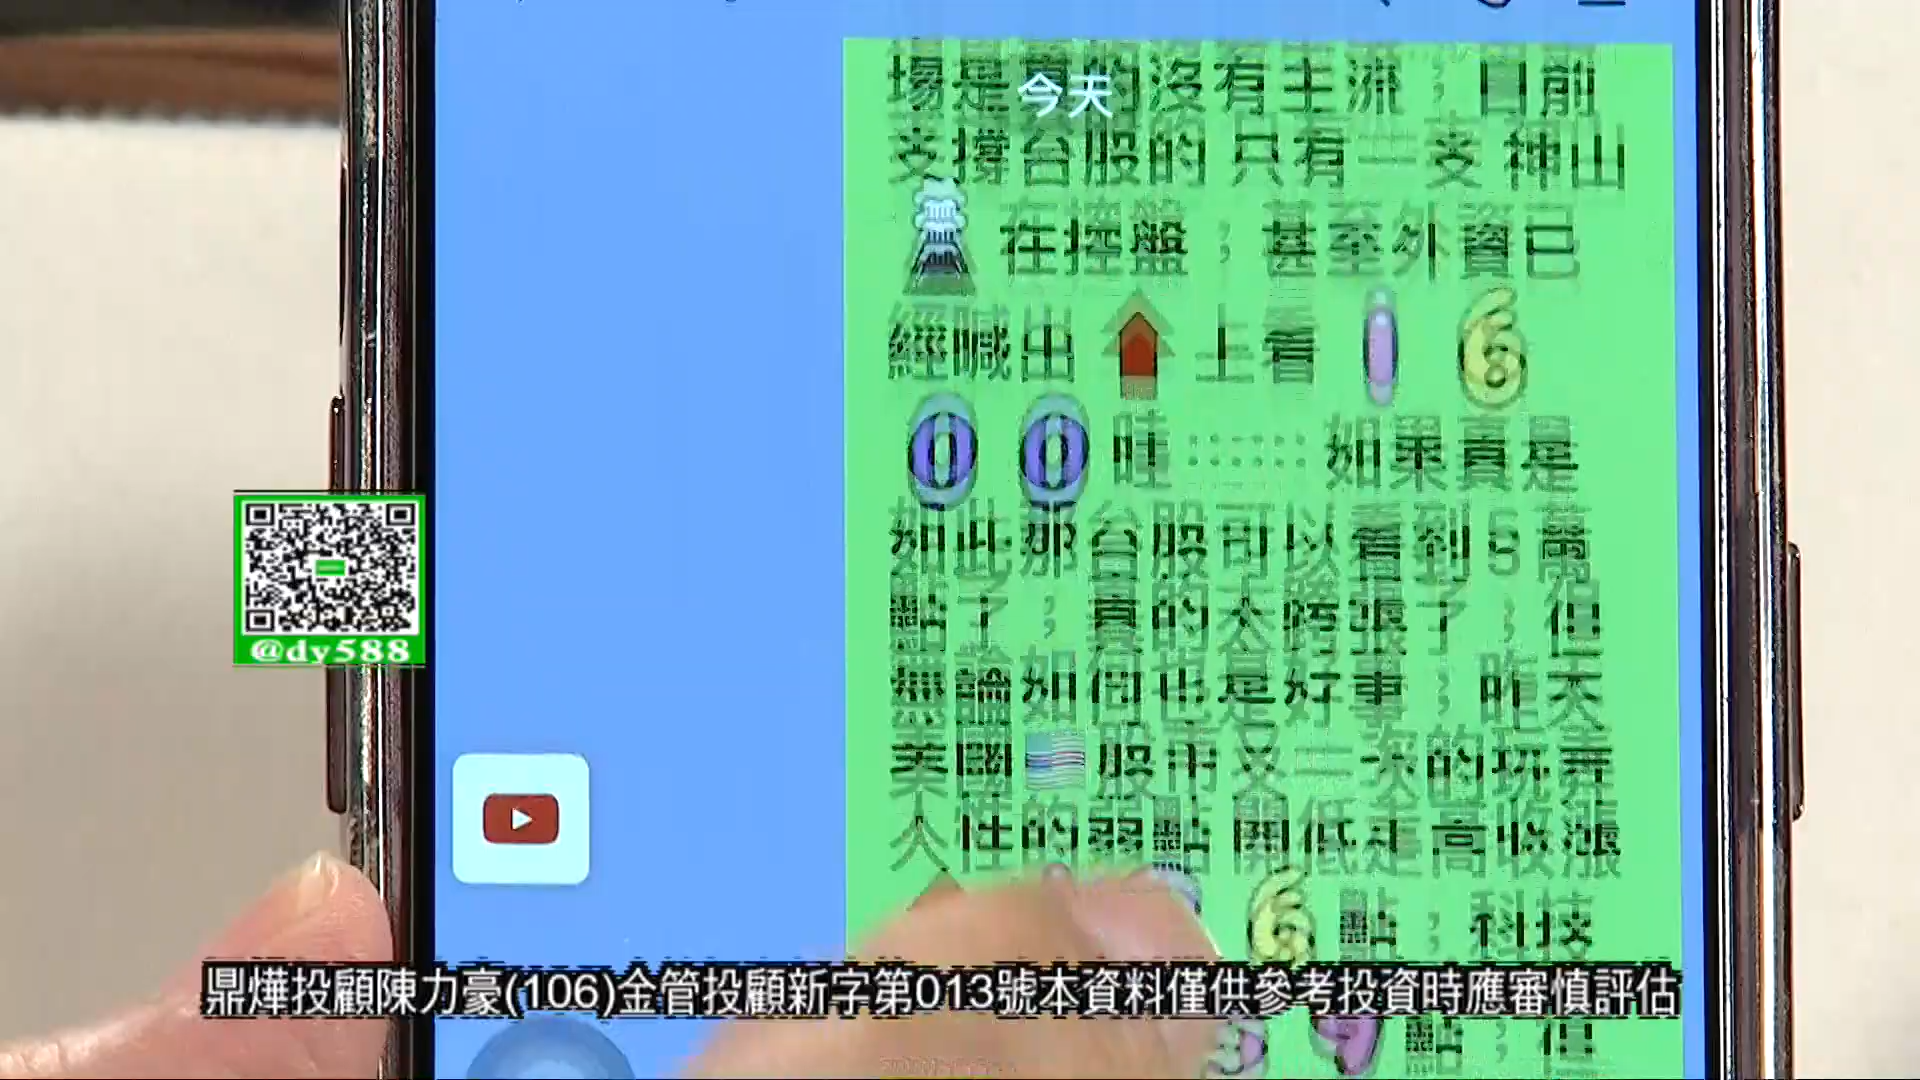 今天
場是真的沒有主流；目前
支撐台股的只有一支神山
在控盤；甚至外資已
經喊出上看16
00哇⋯⋯如果真是
如此那台股可以看到5萬
點了；真的太誇張了；但
無論如何也是好事；昨天
美國股市又一次的玩弄
人性的弱點開低走高收漲
6點；科技
點；但
@dy588
鼎燁投顧陳力豪(106)金管投顧新字第013號本資料僅供參考投資時應審慎評估